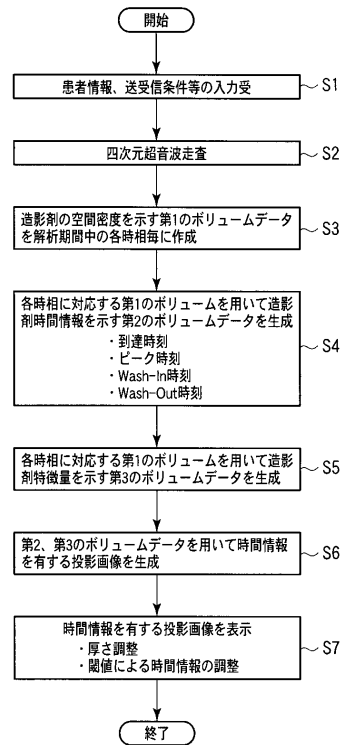 開始
患者情報、送受信条件等の入力受
S1
四次元超音波走査
S2
造影剤の空間密度を示す第1のボリュームデータ
を解析期間中の各時相毎に作成
S3
各時相に対応する第1のボリュームを用いて造影
剤時間情報を示す第2のボリュームデータを生成
・到達時刻
・ピーク時刻
・Wash-In時刻
・Wash-Out時刻
S4
各時相に対応する第1のボリュームを用いて造影
剤特徴量を示す第3のボリュームデータを生成
S5
第2、第3のボリュームデータを用いて時間情報
を有する投影画像を生成
S6
時間情報を有する投影画像を表示
・厚さ調整
・閾値による時間情報の調整
S7
終了